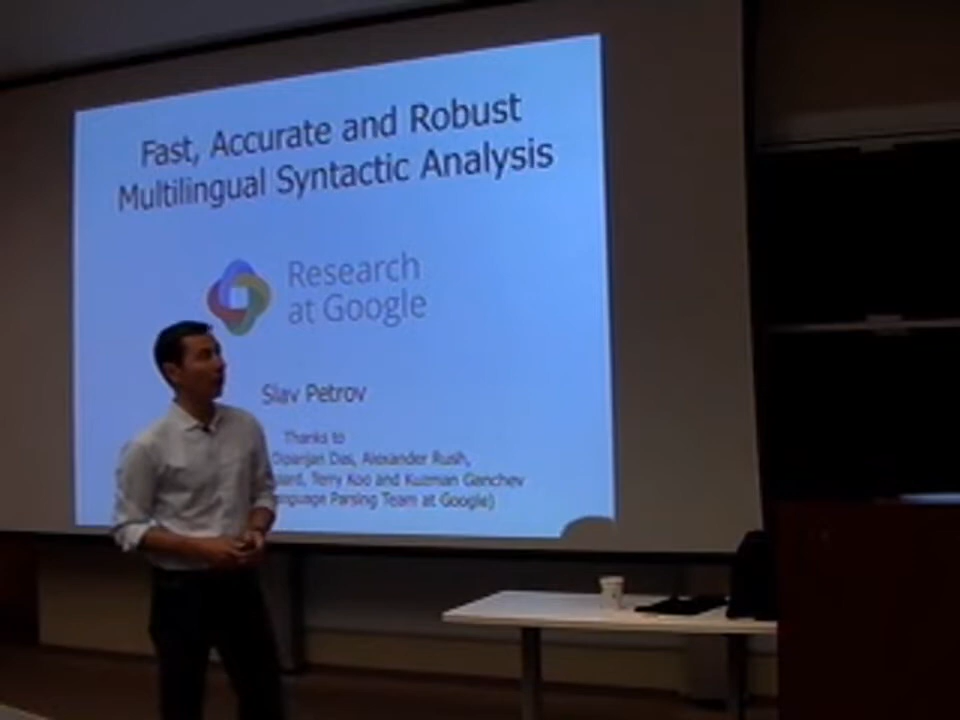 Fast, Accurate and Robust
Multilingual Syntactic Analysis
Research
at Google
Slav Petrov
Thanks to
Dipanjan Das, Alexander Rush,
Terry Koo and Kuzman Ganchev
Parsing Team at Google)